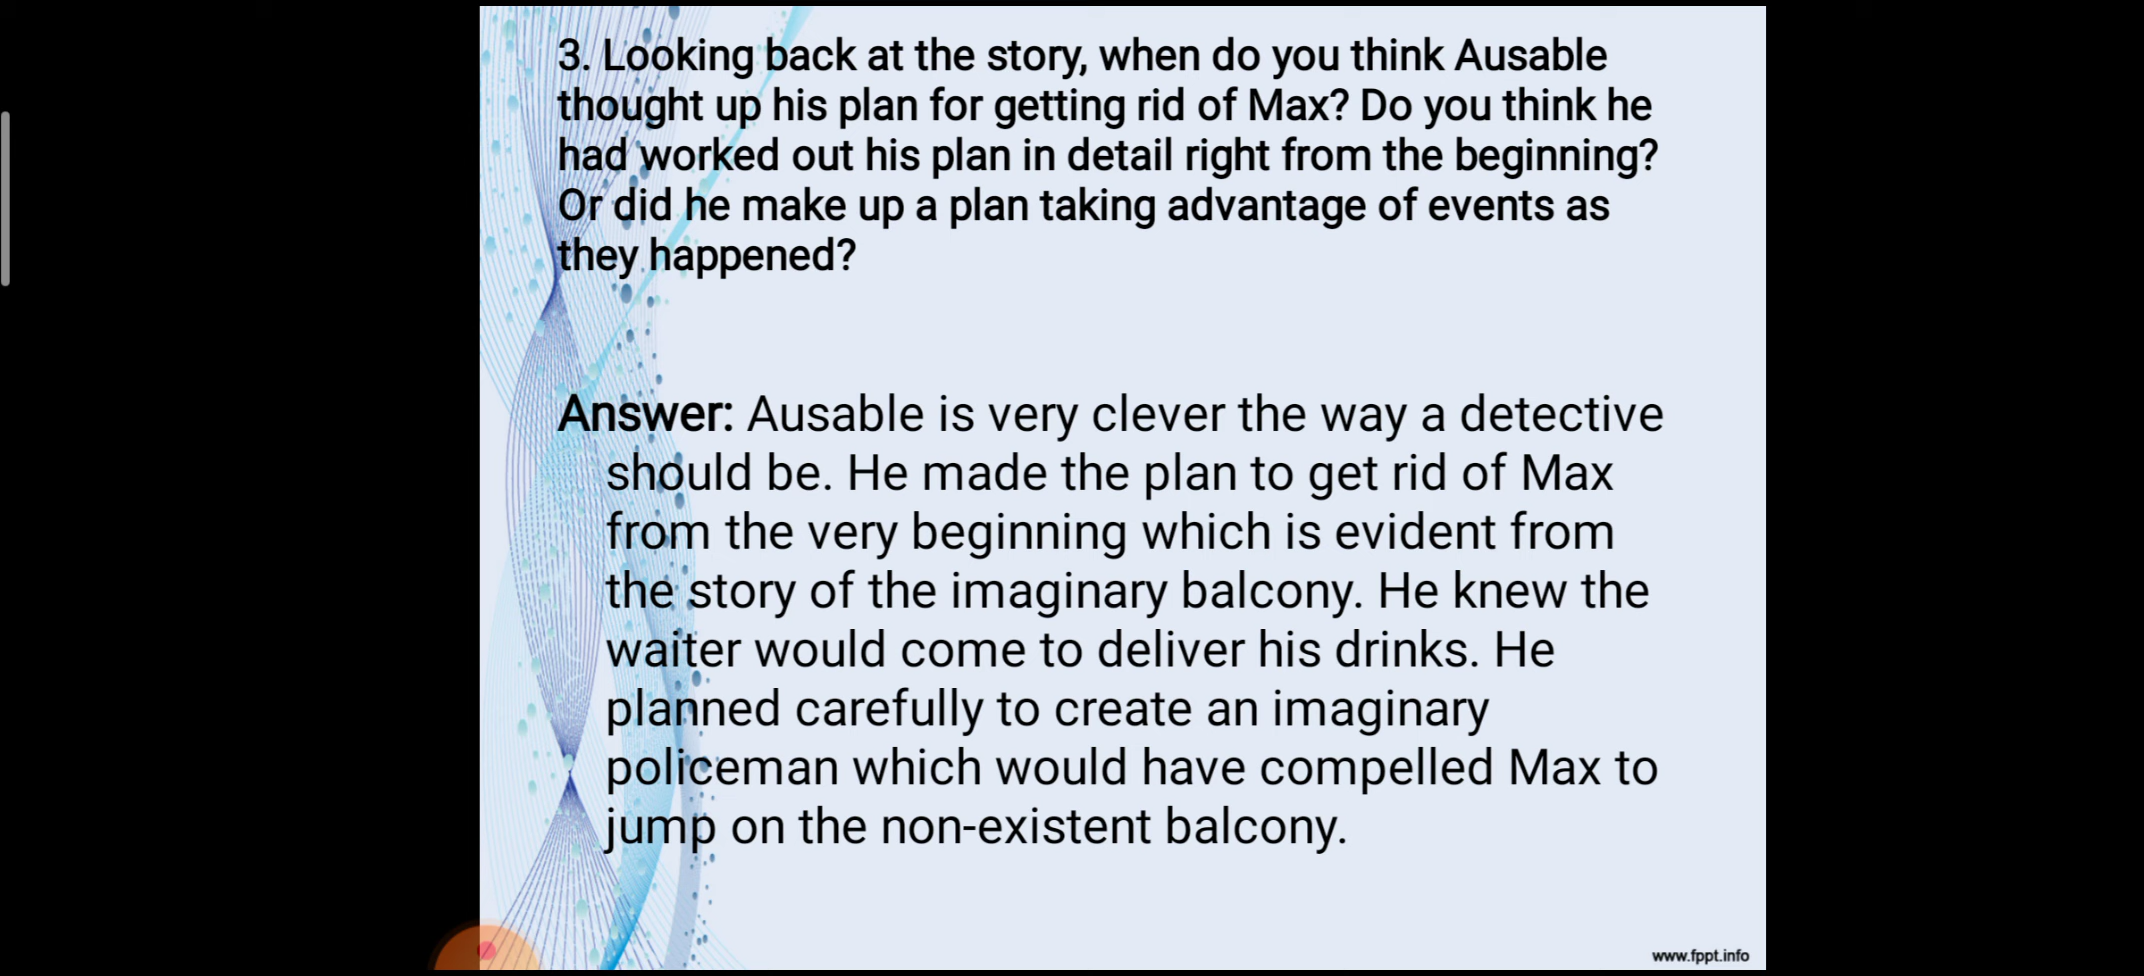 3. Looking back at the story, when do you think Ausable
thought up his plan for getting rid of Max? Do you think he
had worked out his plan in detail right from the beginning?
Or did he make up a plan taking advantage of events as
they happened?
Answer: Ausable is very clever the way a detective
should be. He made the plan to get rid of Max
from the very beginning which is evident from
the story of the imaginary balcony. He knew the
waiter would come to deliver his drinks. He
planned carefully to create an imaginary
policeman which would have compelled Max to
jump on the non-existent balcony.
www.fppt.info